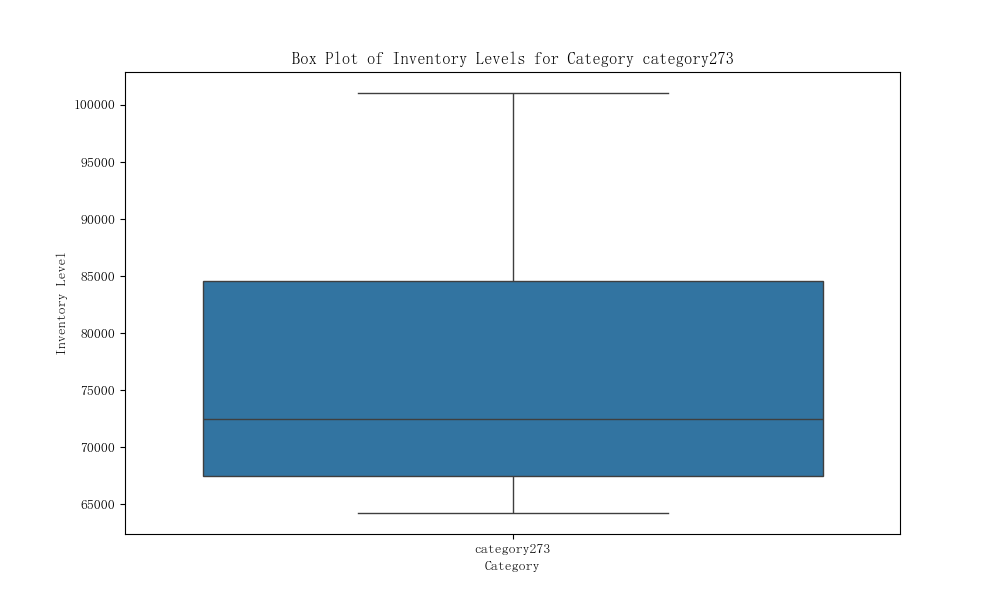 Box Plot of Inventory Levels for Category category273
100000
95000
90000
85000
80000
75000
70000
65000
Inventory Level
category273
Category